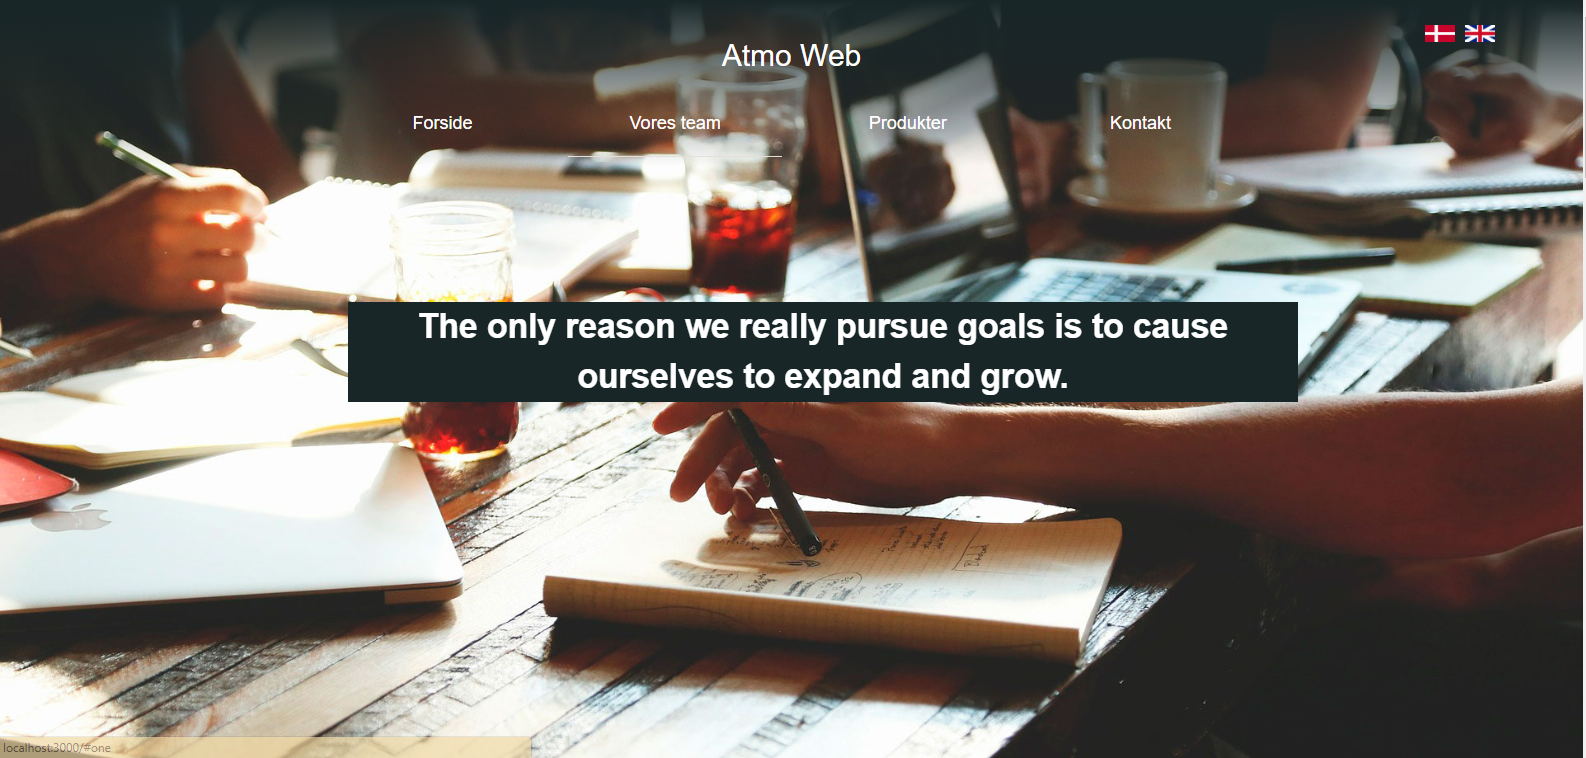 Atmo Web
Forside
Vores team
Produkter
Kontakt
The only reason we really pursue goals is to cause
ourselves to expand and grow.
localhost:3000/#one